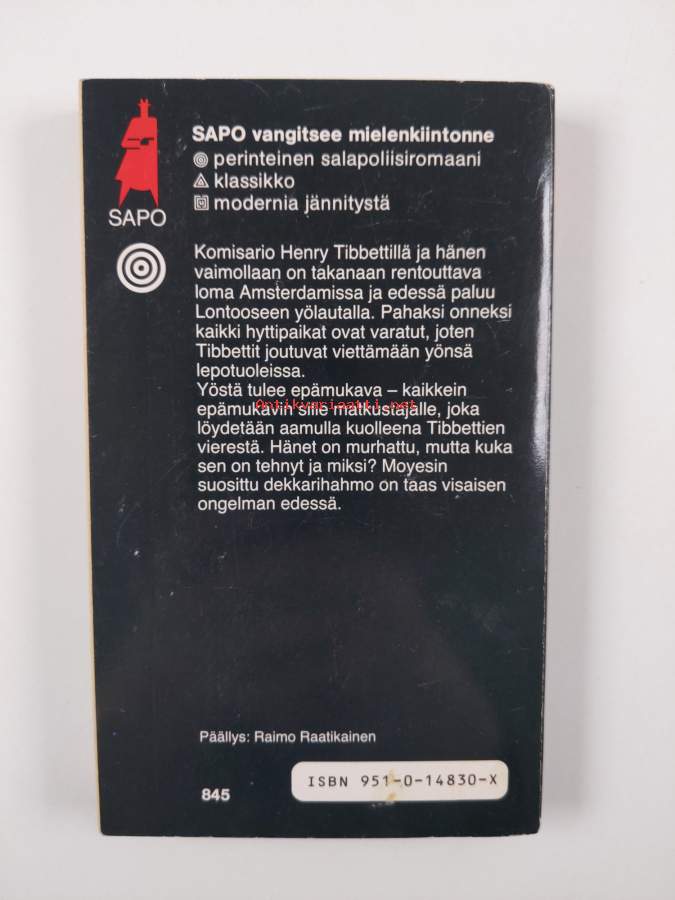 SAPO
SAPO vangitsee mielenkiintonne
perinteinen salapoliisiromaani
klassikko
modernia jännitystä
Komisario Henry Tibbettillä ja hänen
vaimollaan on takanaan rentouttava
loma Amsterdamissa ja edessä paluu
Lontooseen yölautalla. Pahaksi onneksi
kaikki hyttipaikat ovat varatut, joten
Tibbettit joutuvat viettämään yönsä
lepotuoleissa.
Yöstä tulee epämukava – kaikkein
Antikvariaatti.net
epämukavin sille matkustajalle, joka
löydetään aamulla kuolleena Tibbettien
vierestä. Hänet on murhattu, mutta kuka
sen on tehnyt ja miksi? Moyesin
suosittu dekkarihahmo on taas visaisen
ongelman edessä.
Päällys: Raimo Raatikainen
ISBN 951-0-14830-X
845